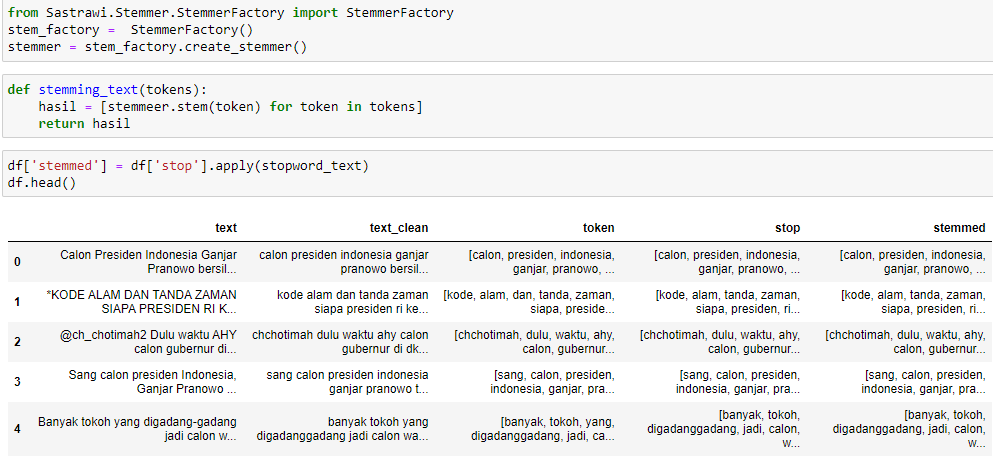 from Sastrawi.Stemmer.StemmerFactory import StemmerFactory
stem_factory =  StemmerFactory()
stemmer = stem_factory.create_stemmer()
def stemming_text(tokens):
    hasil = [stemmeer.stem(token) for token in tokens]
    return hasil
df['stemmed'] = df['stop'].apply(stopword_text)
df.head()
text text_clean token stop stemmed
0 Calon Presiden Indonesia Ganjar Pranowo bersil... calon presiden indonesia ganjar pranowo bersil... [calon, presiden, indonesia, ganjar, pranowo, ... [calon, presiden, indonesia, ganjar, pranowo, ... [calon, presiden, indonesia, ganjar, pranowo, ...
1 *KODE ALAM DAN TANDA ZAMAN SIAPA PRESIDEN RI K... kode alam dan tanda zaman siapa presiden ri ke... [kode, alam, dan, tanda, zaman, siapa, preside... [kode, alam, tanda, zaman, siapa, presiden, ri... [kode, alam, tanda, zaman, siapa, presiden, ri...
2 @ch_chotimah2 Dulu waktu AHY calon gubernur di... chchotimah dulu waktu ahy calon gubernur di dk... [chchotimah, dulu, waktu, ahy, calon, gubernur... [chchotimah, dulu, waktu, ahy, calon, gubernur... [chchotimah, dulu, waktu, ahy, calon, gubernur...
3 Sang calon presiden Indonesia, Ganjar Pranowo ... sang calon presiden indonesia ganjar pranowo t... [sang, calon, presiden, indonesia, ganjar, pra... [sang, calon, presiden, indonesia, ganjar, pra... [sang, calon, presiden, indonesia, ganjar, pra...
4 Banyak tokoh yang digadang-gadang jadi calon w... banyak tokoh yang digadanggadang jadi calon wa... [banyak, tokoh, yang, digadanggadang, jadi, ca... [banyak, tokoh, digadanggadang, jadi, calon, w... [banyak, tokoh, digadanggadang, jadi, calon, w...